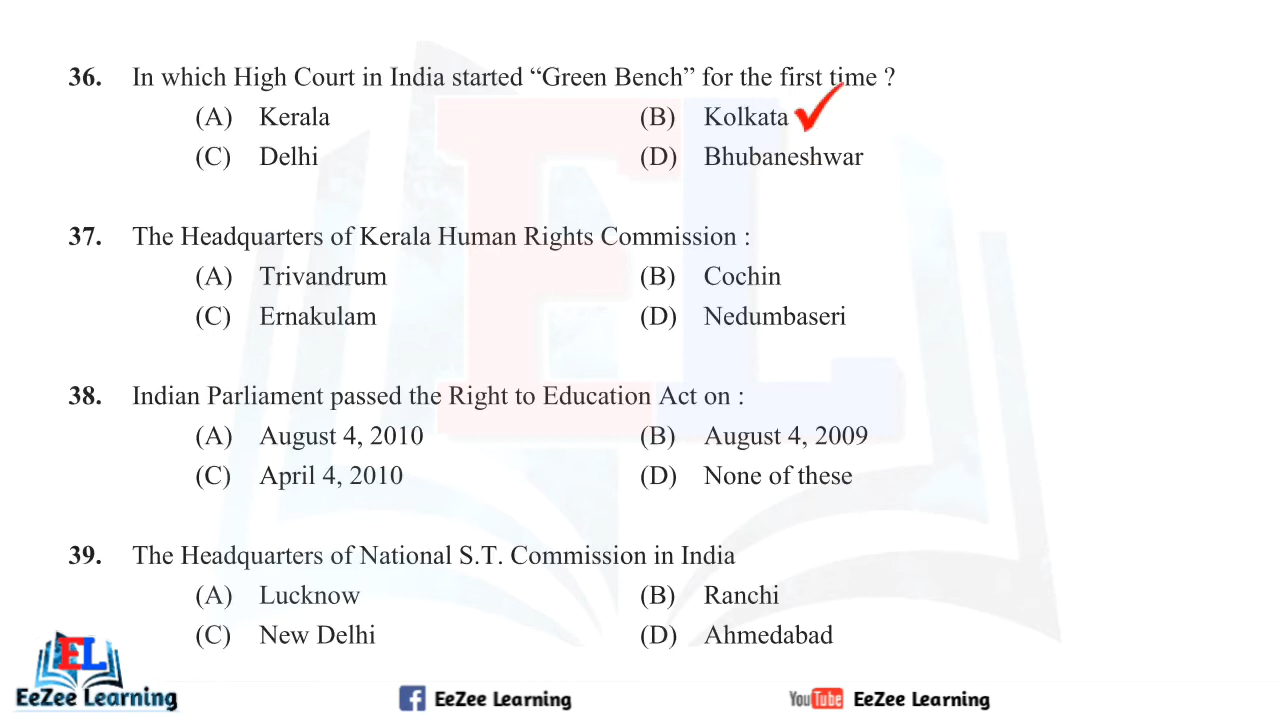 36. In which High Court in India started “Green Bench” for the first time ?
(A) Kerala (B) Kolkata
(C) Delhi (D) Bhubaneshwar
37. The Headquarters of Kerala Human Rights Commission :
(A) Trivandrum (B) Cochin
(C) Ernakulam (D) Nedumbaseri
38. Indian Parliament passed the Right to Education Act on :
(A) August 4, 2010 (B) August 4, 2009
(C) April 4, 2010 (D) None of these
39. The Headquarters of National S.T. Commission in India
(A) Lucknow (B) Ranchi
(C) New Delhi (D) Ahmedabad
EL
EeZee Learning
f EeZee Learning
YouTube EeZee Learning
EL